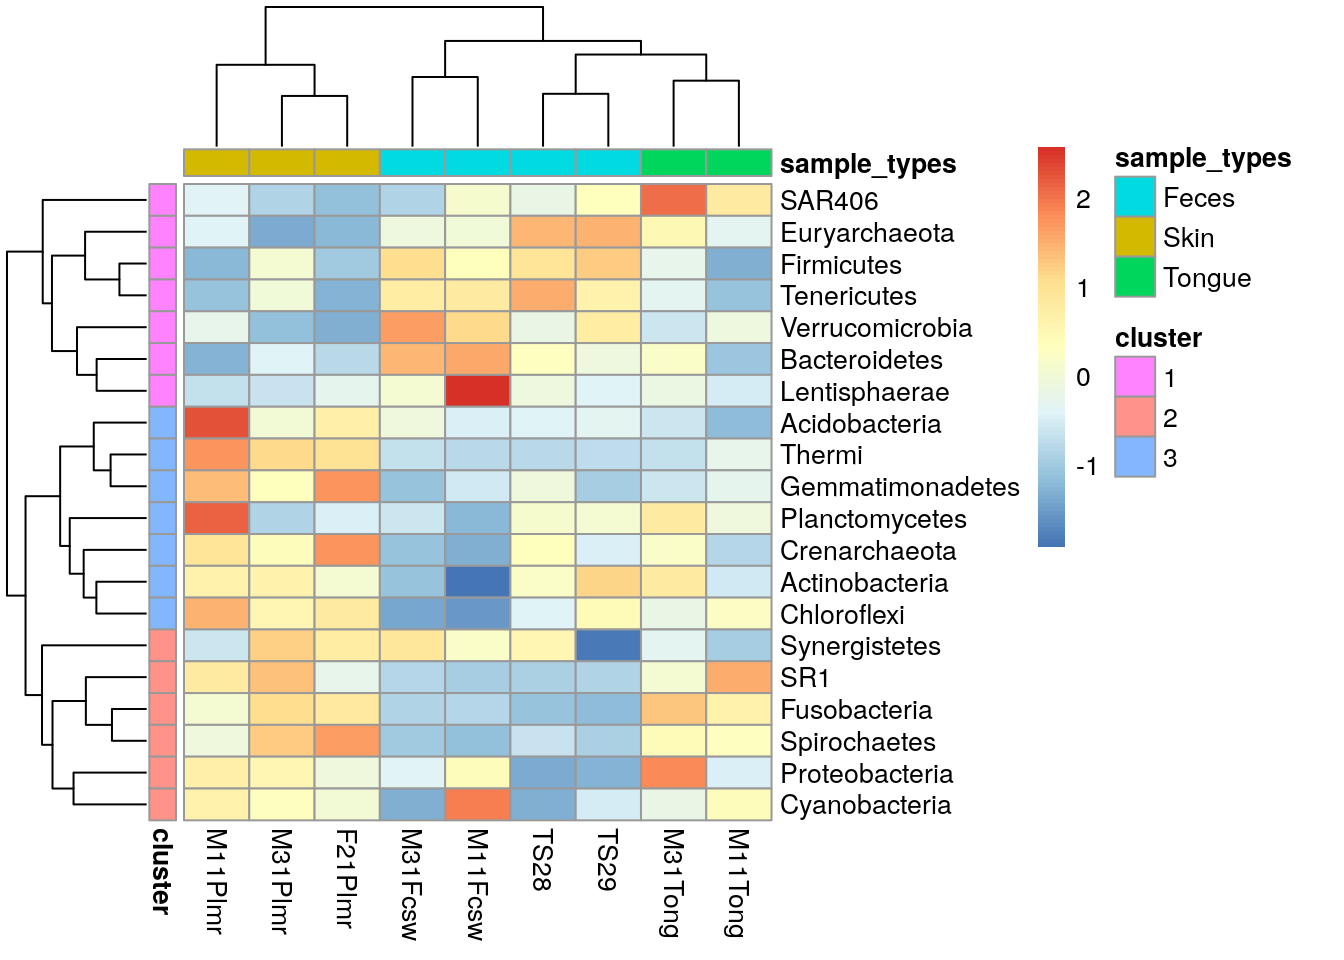 sample_types
SAR406
Euryarchaeota
Firmicutes
Tenericutes
Verrucomicrobia
Bacteroidetes
Lentisphaerae
Acidobacteria
Thermi
Gemmatimonadetes
Planctomycetes
Crenarchaeota
Actinobacteria
Chloroflexi
Synergistetes
SR1
Fusobacteria
Spirochaetes
Proteobacteria
Cyanobacteria
cluster
M11Plmr
M31Plmr
F21Plmr
M31Fcsw
M11Fcsw
TS28
TS29
M31Tong
M11Tong
2
1
0
-1
sample_types
Feces
Skin
Tongue
cluster
1
2
3